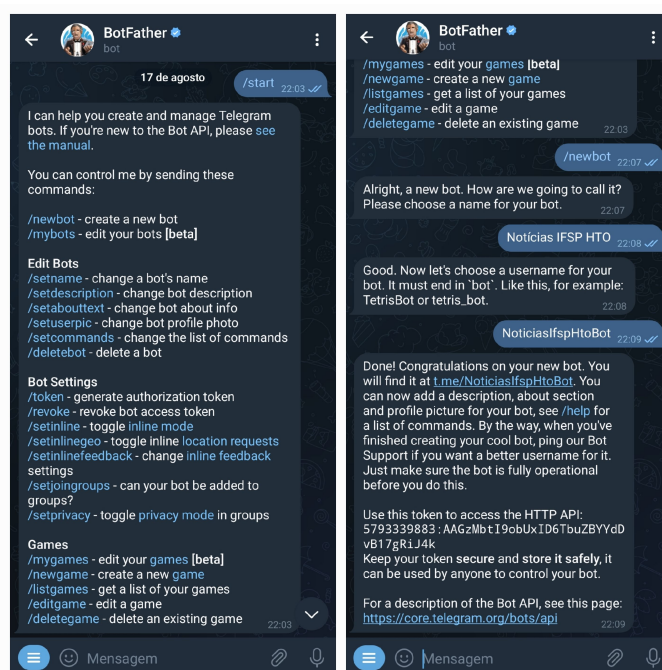 BotFather
bot
17 de agosto
/start 22:03
I can help you create and manage Telegram
bots. If you're new to the Bot API, please see
the manual.
You can control me by sending these
commands:
/newbot - create a new bot
/mybots - edit your bots [beta]
Edit Bots
/setname - change a bot's name
/setdescription - change bot description
/setabouttext - change bot about info
/setuserpic - change bot profile photo
/setcommands - change the list of commands
/deletebot - delete a bot
Bot Settings
/token - generate authorization token
/revoke - revoke bot access token
/setinline - toggle inline mode
/setinlinegeo - toggle inline location requests
/setinlinefeedback - change inline feedback
settings
/setjoingroups - can your bot be added to
groups?
/setprivacy - toggle privacy mode in groups
Games
/mygames - edit your games [beta]
/newgame - create a new game
/listgames - get a list of your games
/editgame - edit a game
/deletegame - delete an existing game 22:03
Mensagem
BotFather
bot
/mygames - edit your games [beta]
/newgame - create a new game
/listgames - get a list of your games
/editgame - edit a game
/deletegame - delete an existing game 22:03
/newbot 22:07
Alright, a new bot. How are we going to call it?
Please choose a name for your bot. 22:07
Notícias IFSP HTO 22:08
Good. Now let's choose a username for your
bot. It must end in `bot`. Like this, for example:
TetrisBot or tetris_bot. 22:08
NoticiasIfspHtoBot 22:09
Done! Congratulations on your new bot. You
will find it at t.me/NoticiasIfspHtoBot. You
can now add a description, about section
and profile picture for your bot, see /help for
a list of commands. By the way, when you've
finished creating your cool bot, ping our Bot
Support if you want a better username for it.
Just make sure the bot is fully operational
before you do this.
Use this token to access the HTTP API:
5793339883:AAGzMbtI9obUxID6TbuZBYYdD
vB17gRiJ4k
Keep your token secure and store it safely, it
can be used by anyone to control your bot.
For a description of the Bot API, see this page:
https://core.telegram.org/bots/api 22:09
Mensagem